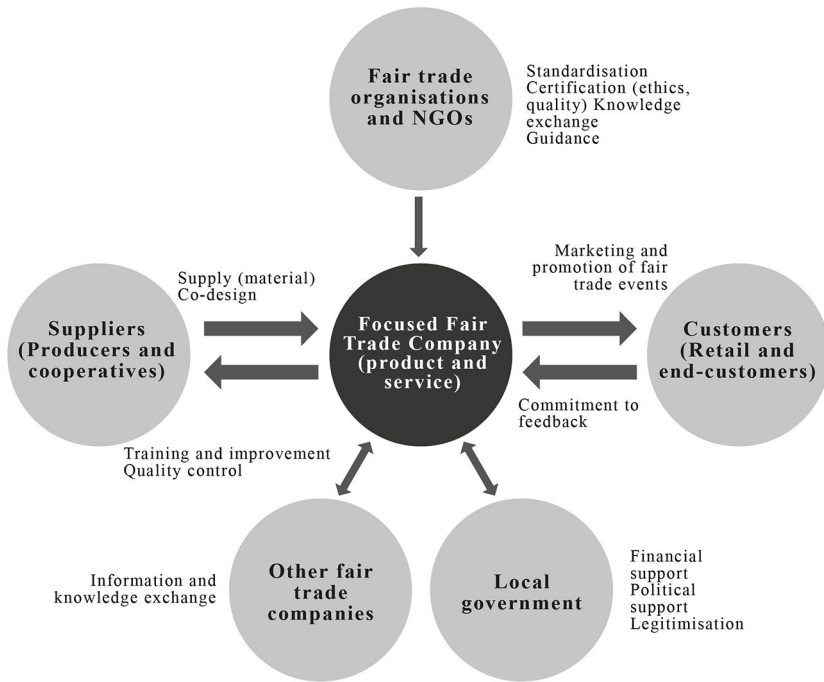 Fair trade
organisations
and NGOs
Standardisation
Certification (ethics,
quality) Knowledge
exchange
Guidance
Supply (material)
Co-design
Marketing and
promotion of fair
trade events
Suppliers
(Producers and
cooperatives)
Focused Fair
Trade Company
(product and
service)
Customers
(Retail and
end-customers)
Training and improvement
Quality control
Commitment to
feedback
Information and
knowledge exchange
Other fair
trade
companies
Local
government
Financial
support
Political
support
Legitimisation